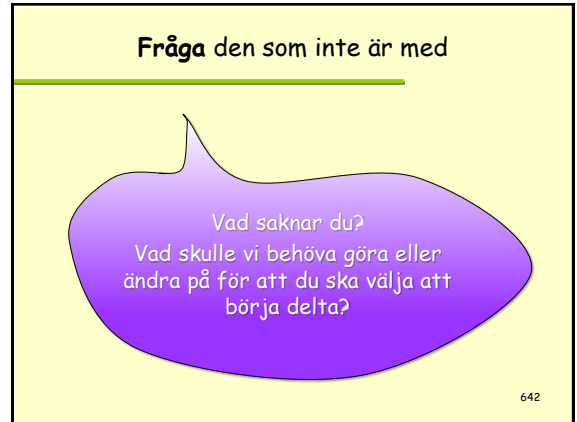 Fråga den som inte är med
Vad saknar du?
Vad skulle vi behöva göra eller
ändra på för att du ska välja att
börja delta?
642